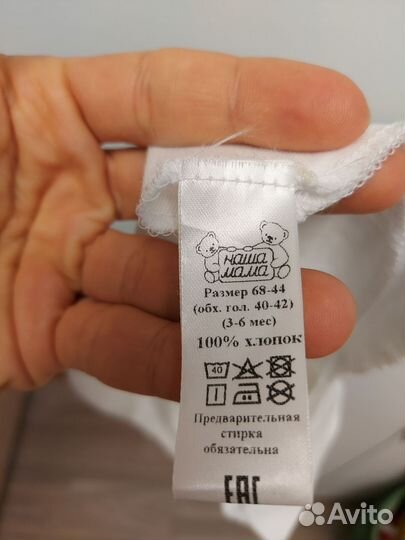 наша
мама
Размер 68-44
(обх. гол. 40-42)
(3-6 мес)
100% хлопок
40
Предварительная
стирка
обязательна
EAC
Avito